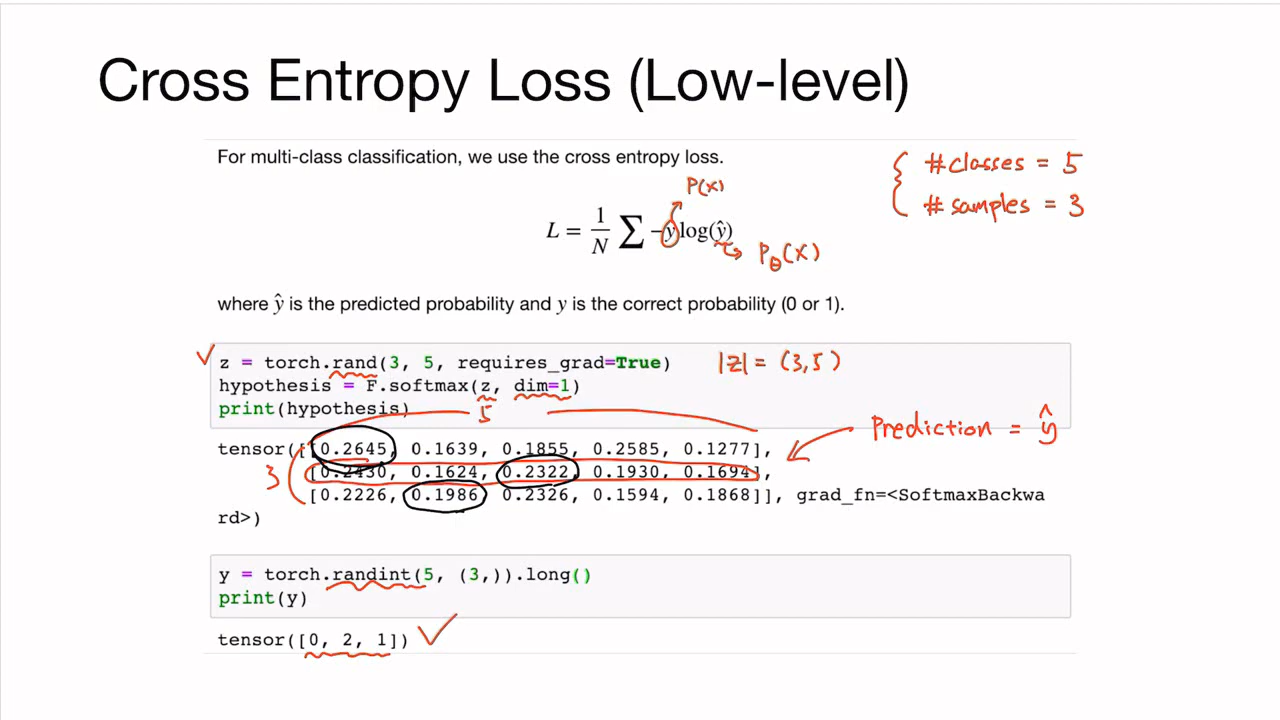 Cross Entropy Loss (Low-level)
For multi-class classification, we use the cross entropy loss.
#classes = 5
# samples = 3
P(x)
L = 1/N ∑ −y log(ŷ)
Pθ(x)
where ŷ is the predicted probability and y is the correct probability (0 or 1).
z = torch.rand(3, 5, requires_grad=True) |z| = (3,5)
hypothesis = F.softmax(z, dim=1)
print(hypothesis)
5
Prediction = ŷ
tensor([[0.2645, 0.1639, 0.1855, 0.2585, 0.1277],
3 [0.2430, 0.1624, 0.2322, 0.1930, 0.1694],
[0.2226, 0.1986, 0.2326, 0.1594, 0.1868]], grad_fn=<SoftmaxBackwa
rd>)
y = torch.randint(5, (3,)).long()
print(y)
tensor([0, 2, 1])